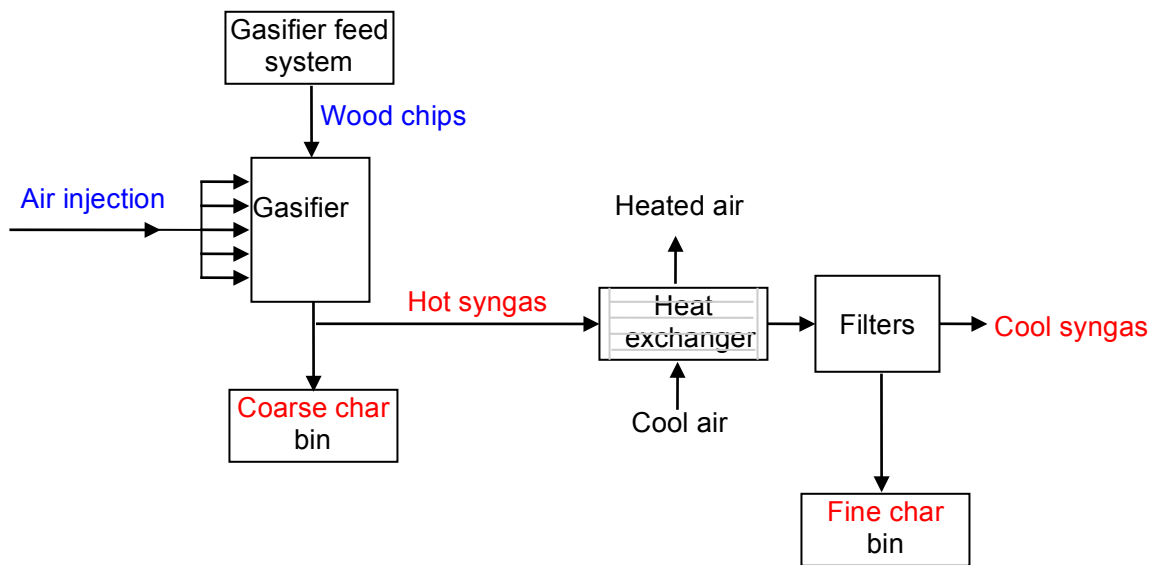 Gasifier feed
system
Wood chips
Air injection
Gasifier
Heated air
Hot syngas
Heat
exchanger
Filters
Cool syngas
Coarse char
bin
Cool air
Fine char
bin